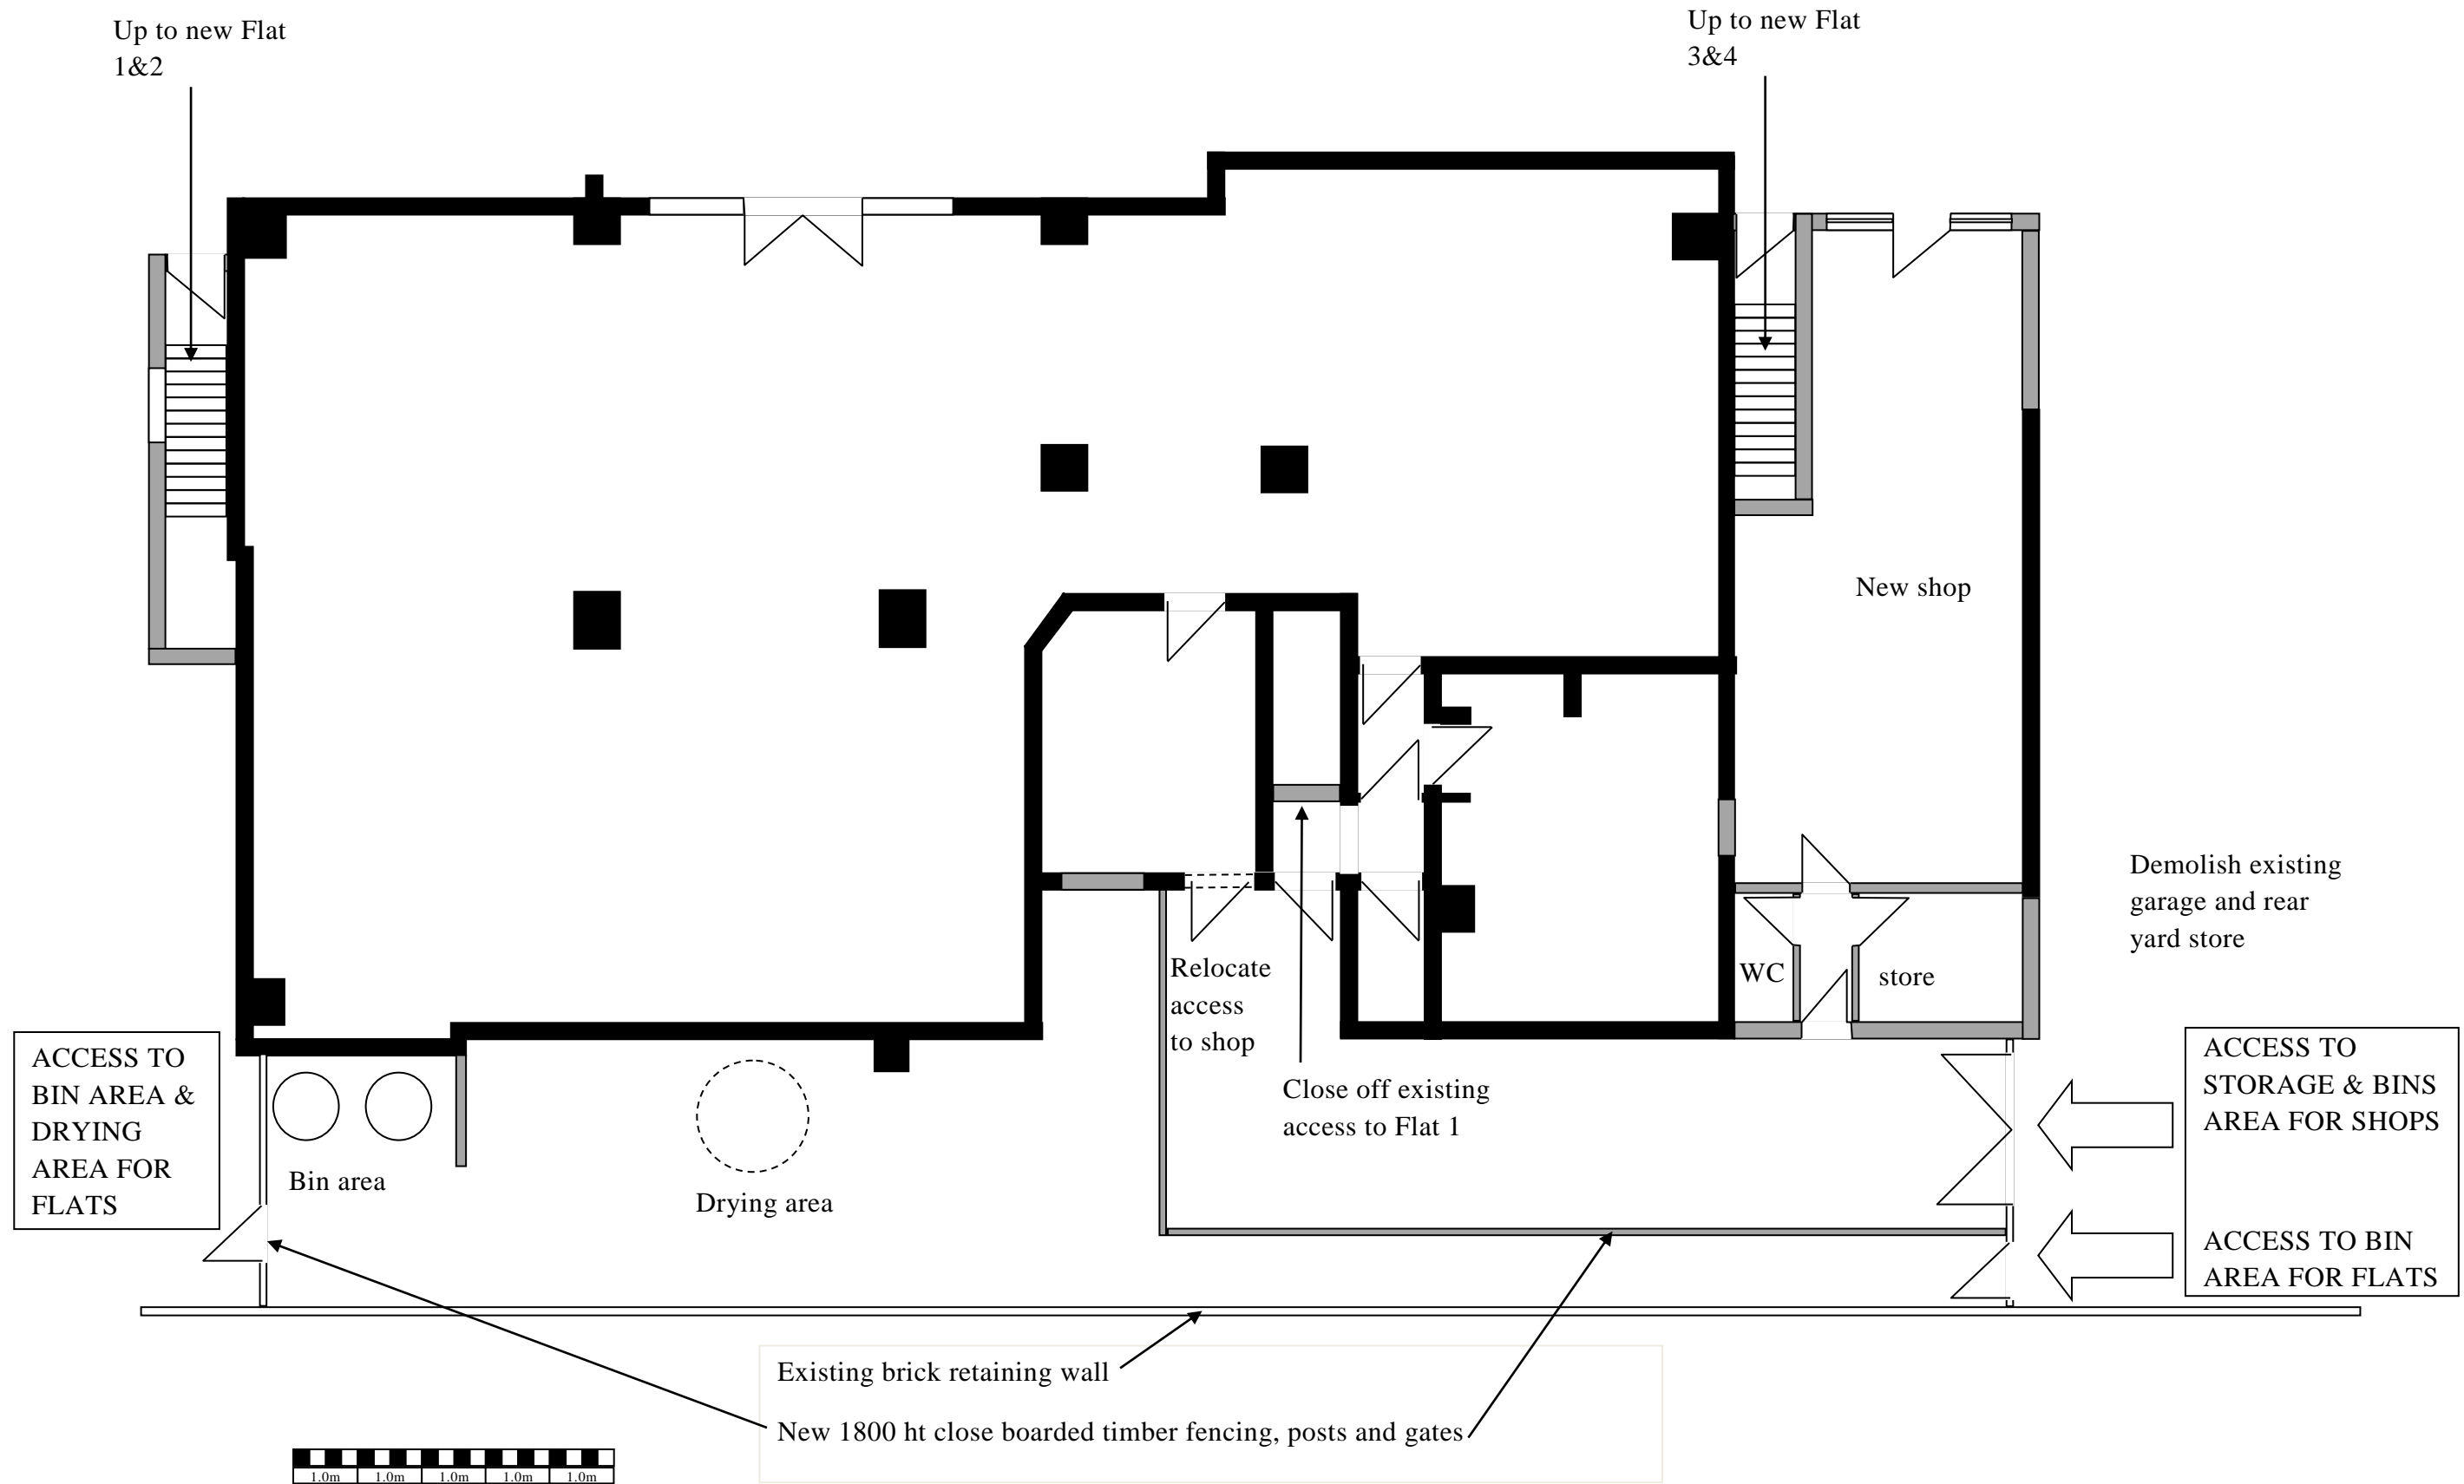 Up to new Flat
1&2
Up to new Flat
3&4
New shop
Demolish existing
garage and rear
yard store
WC
store
Relocate
access
to shop
Close off existing
access to Flat 1
ACCESS TO
BIN AREA &
DRYING
AREA FOR
FLATS
Bin area
Drying area
ACCESS TO
STORAGE & BINS
AREA FOR SHOPS
ACCESS TO BIN
AREA FOR FLATS
Existing brick retaining wall
New 1800 ht close boarded timber fencing, posts and gates
1.0m 1.0m 1.0m 1.0m 1.0m